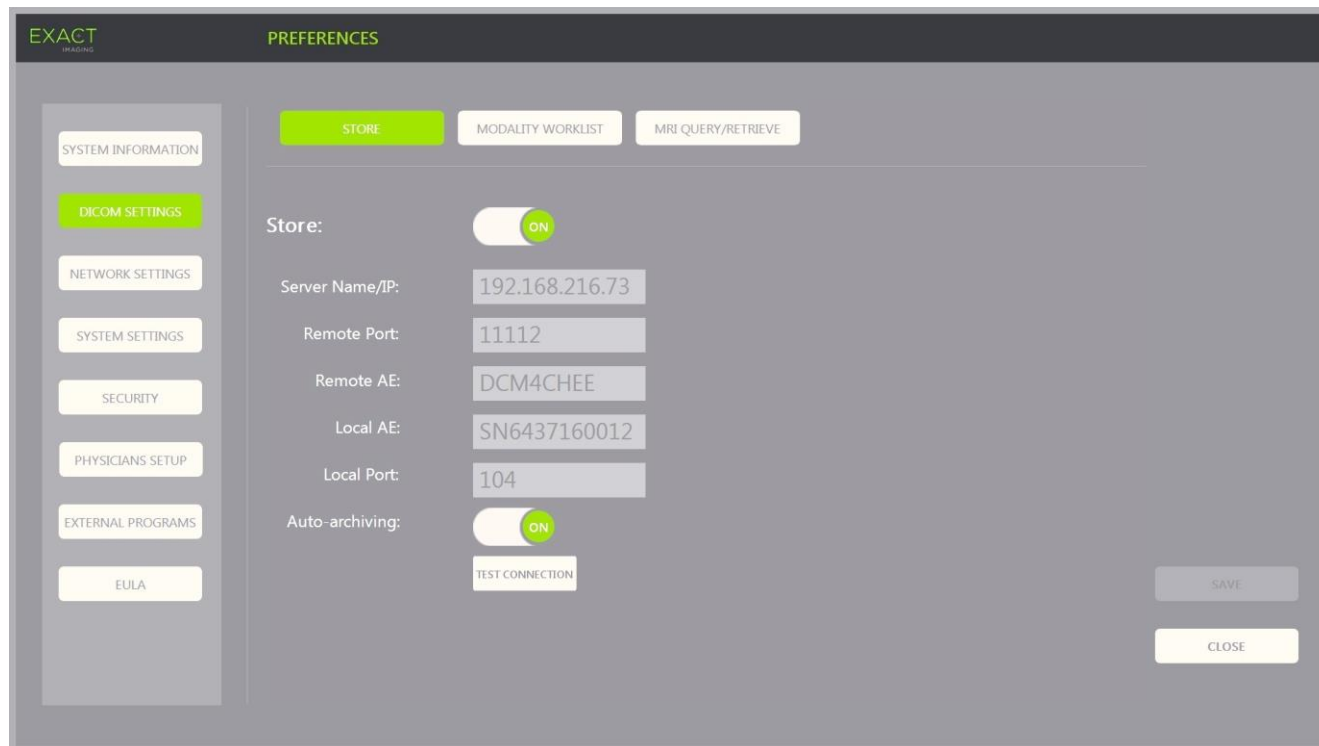 EXACT
IMAGING
PREFERENCES
SYSTEM INFORMATION
DICOM SETTINGS
NETWORK SETTINGS
SYSTEM SETTINGS
SECURITY
PHYSICIANS SETUP
EXTERNAL PROGRAMS
EULA
STORE MODALITY WORKLIST MRI QUERY/RETRIEVE
Store: ON
Server Name/IP: 192.168.216.73
Remote Port: 11112
Remote AE: DCM4CHEE
Local AE: SN6437160012
Local Port: 104
Auto-archiving: ON
TEST CONNECTION
SAVE
CLOSE